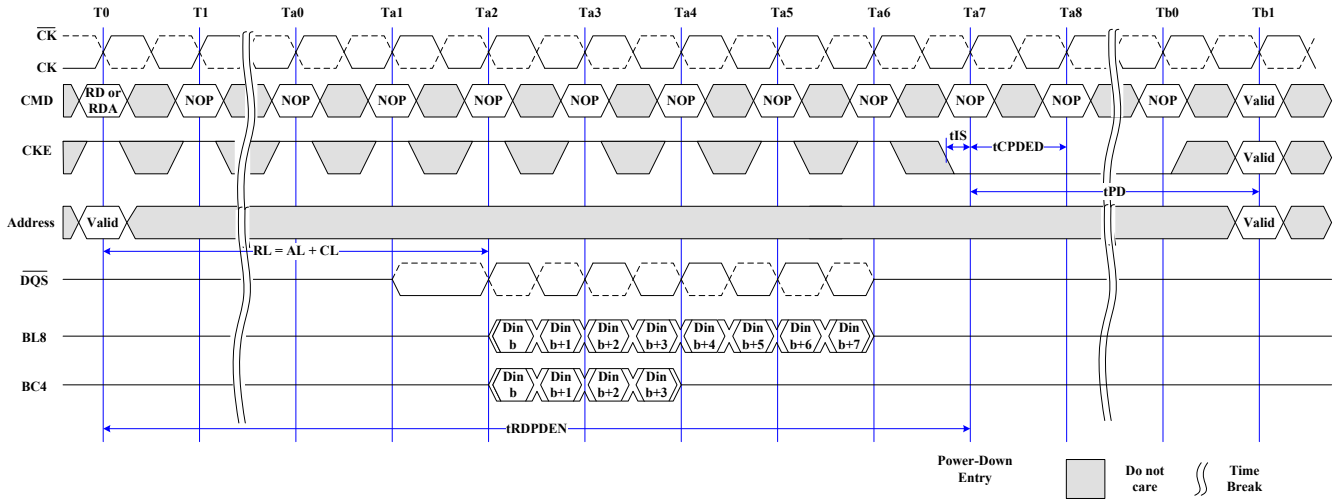 T0 T1 Ta0 Ta1 Ta2 Ta3 Ta4 Ta5 Ta6 Ta7 Ta8 Tb0 Tb1
CK
CK
CMD RD or RDA NOP NOP NOP NOP NOP NOP NOP NOP NOP NOP NOP Valid
CKE tIS tCPDED Valid
tPD
Address Valid Valid
RL = AL + CL
DQS
BL8 Din b Din b+1 Din b+2 Din b+3 Din b+4 Din b+5 Din b+6 Din b+7
BC4 Din b Din b+1 Din b+2 Din b+3
tRDPDEN
Power-Down
Entry
Do not
care
Time
Break